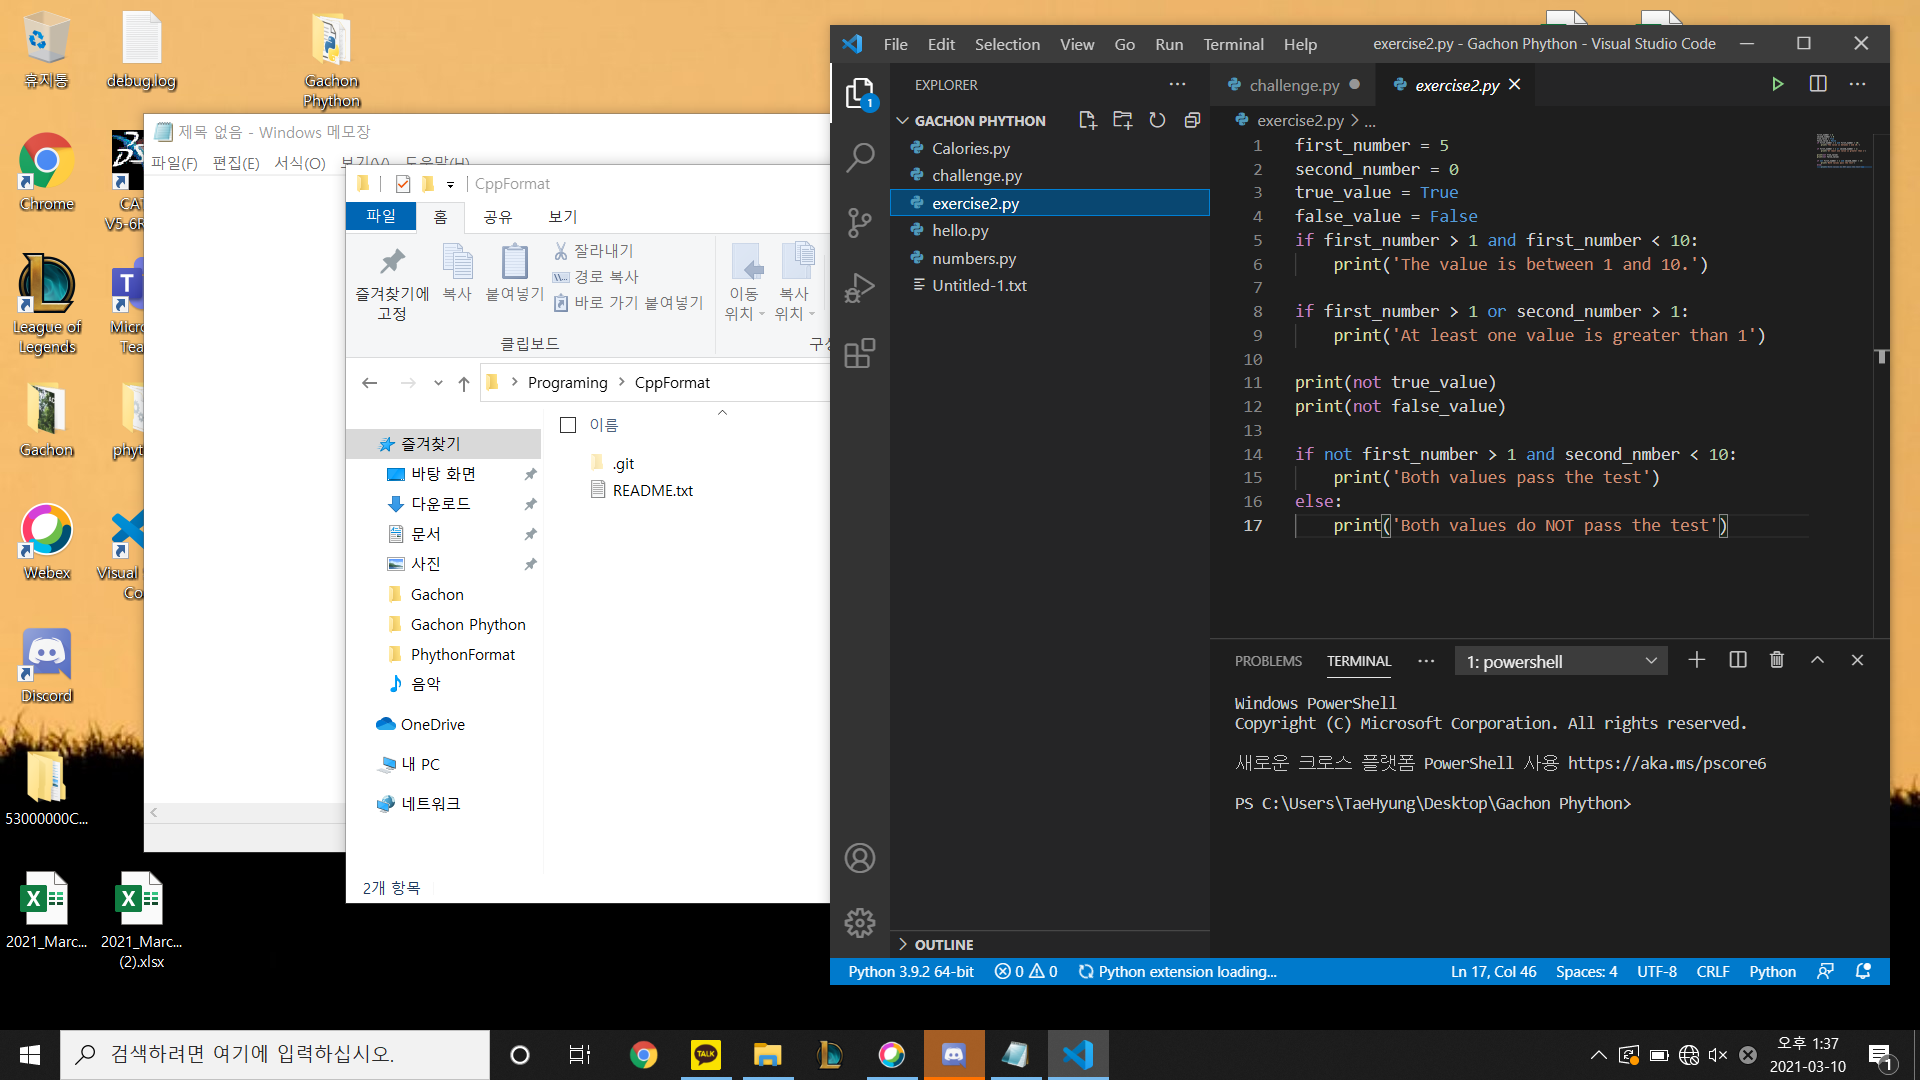 휴지통
debug.log
Gachon
Phython
Chrome
CAT
V5-6R
League of
Legends
Micro
Tea
Gachon
phyt
Webex
Visual
Co
Discord
53000000C...
2021_Marc...
2021_Marc...
(2).xlsx
제목 없음 - Windows 메모장
파일(F) 편집(E) 서식(O) 보기(V) 도움말(H)
CppFormat
파일 홈 공유 보기
즐겨찾기에
고정
복사
붙여넣기
잘라내기
경로 복사
바로 가기 붙여넣기
이동
위치
복사
위치
클립보드
구성
Programing > CppFormat
이름
.git
README.txt
즐겨찾기
바탕 화면
다운로드
문서
사진
Gachon
Gachon Phython
PhythonFormat
음악
OneDrive
내 PC
네트워크
2개 항목
File Edit Selection View Go Run Terminal Help
exercise2.py - Gachon Phython - Visual Studio Code
1
EXPLORER
GACHON PHYTHON
Calories.py
challenge.py
exercise2.py
hello.py
numbers.py
Untitled-1.txt
OUTLINE
challenge.py
exercise2.py
exercise2.py > ...
1 first_number = 5
2 second_number = 0
3 true_value = True
4 false_value = False
5 if first_number > 1 and first_number < 10:
6 print('The value is between 1 and 10.')
7
8 if first_number > 1 or second_number > 1:
9 print('At least one value is greater than 1')
10
11 print(not true_value)
12 print(not false_value)
13
14 if not first_number > 1 and second_nmber < 10:
15 print('Both values pass the test')
16 else:
17 print('Both values do NOT pass the test')
PROBLEMS TERMINAL ... 1: powershell
Windows PowerShell
Copyright (C) Microsoft Corporation. All rights reserved.
새로운 크로스 플랫폼 PowerShell 사용 https://aka.ms/pscore6
PS C:\Users\TaeHyung\Desktop\Gachon Phython>
Python 3.9.2 64-bit 0 0 Python extension loading... Ln 17, Col 46 Spaces: 4 UTF-8 CRLF Python
검색하려면 여기에 입력하십시오.
TALK
오후 1:37
2021-03-10
1